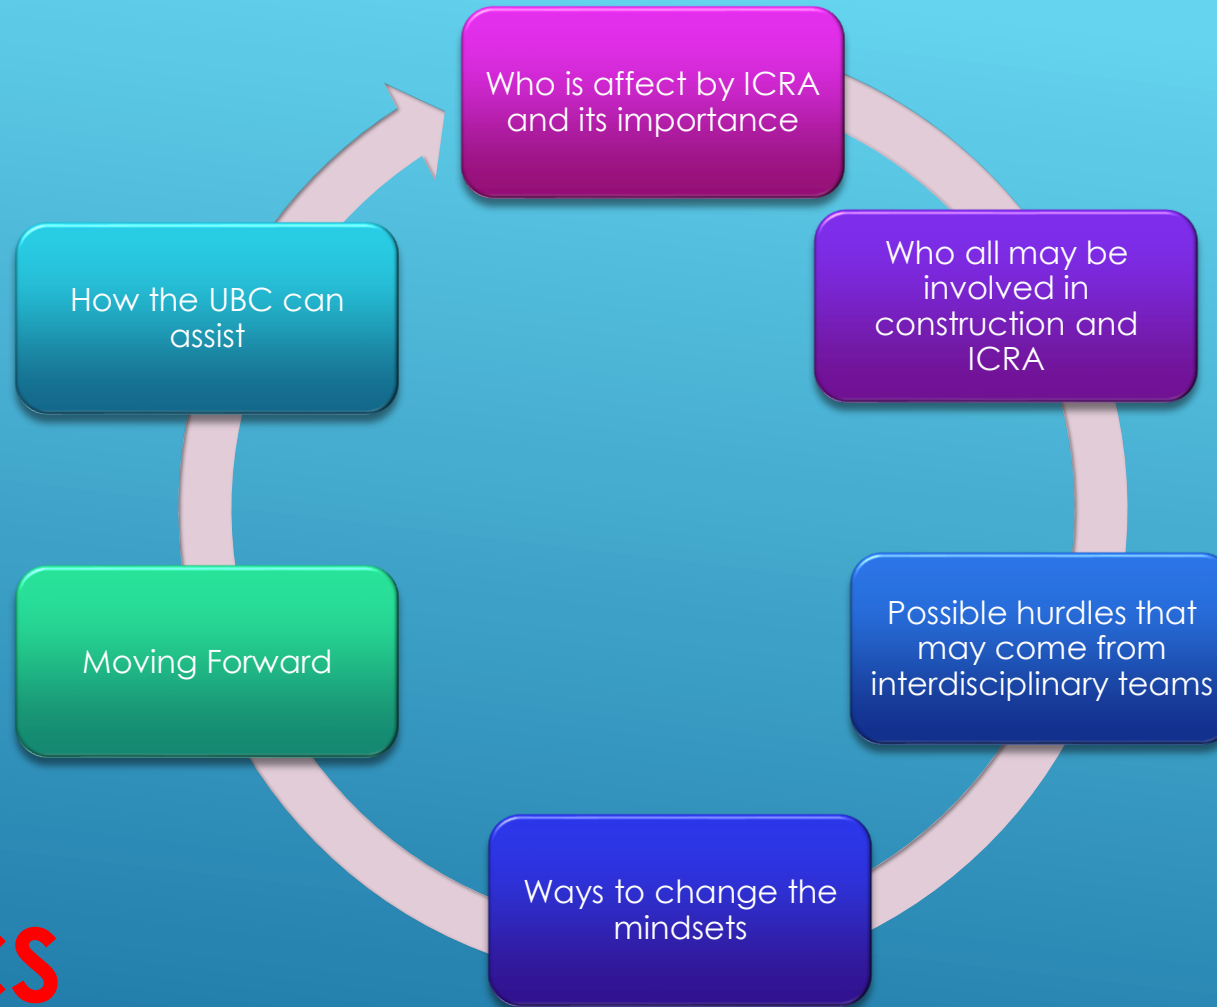 Who is affect by ICRA
and its importance
Who all may be
involved in
construction and
ICRA
Possible hurdles that
may come from
interdisciplinary teams
Ways to change the
mindsets
Moving Forward
How the UBC can
assist